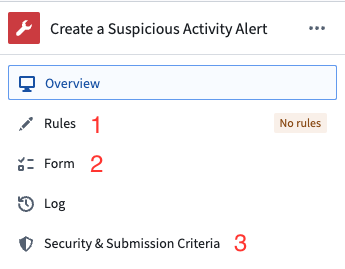 Create a Suspicious Activity Alert
Overview
Rules 1 No rules
Form 2
Log
Security & Submission Criteria 3